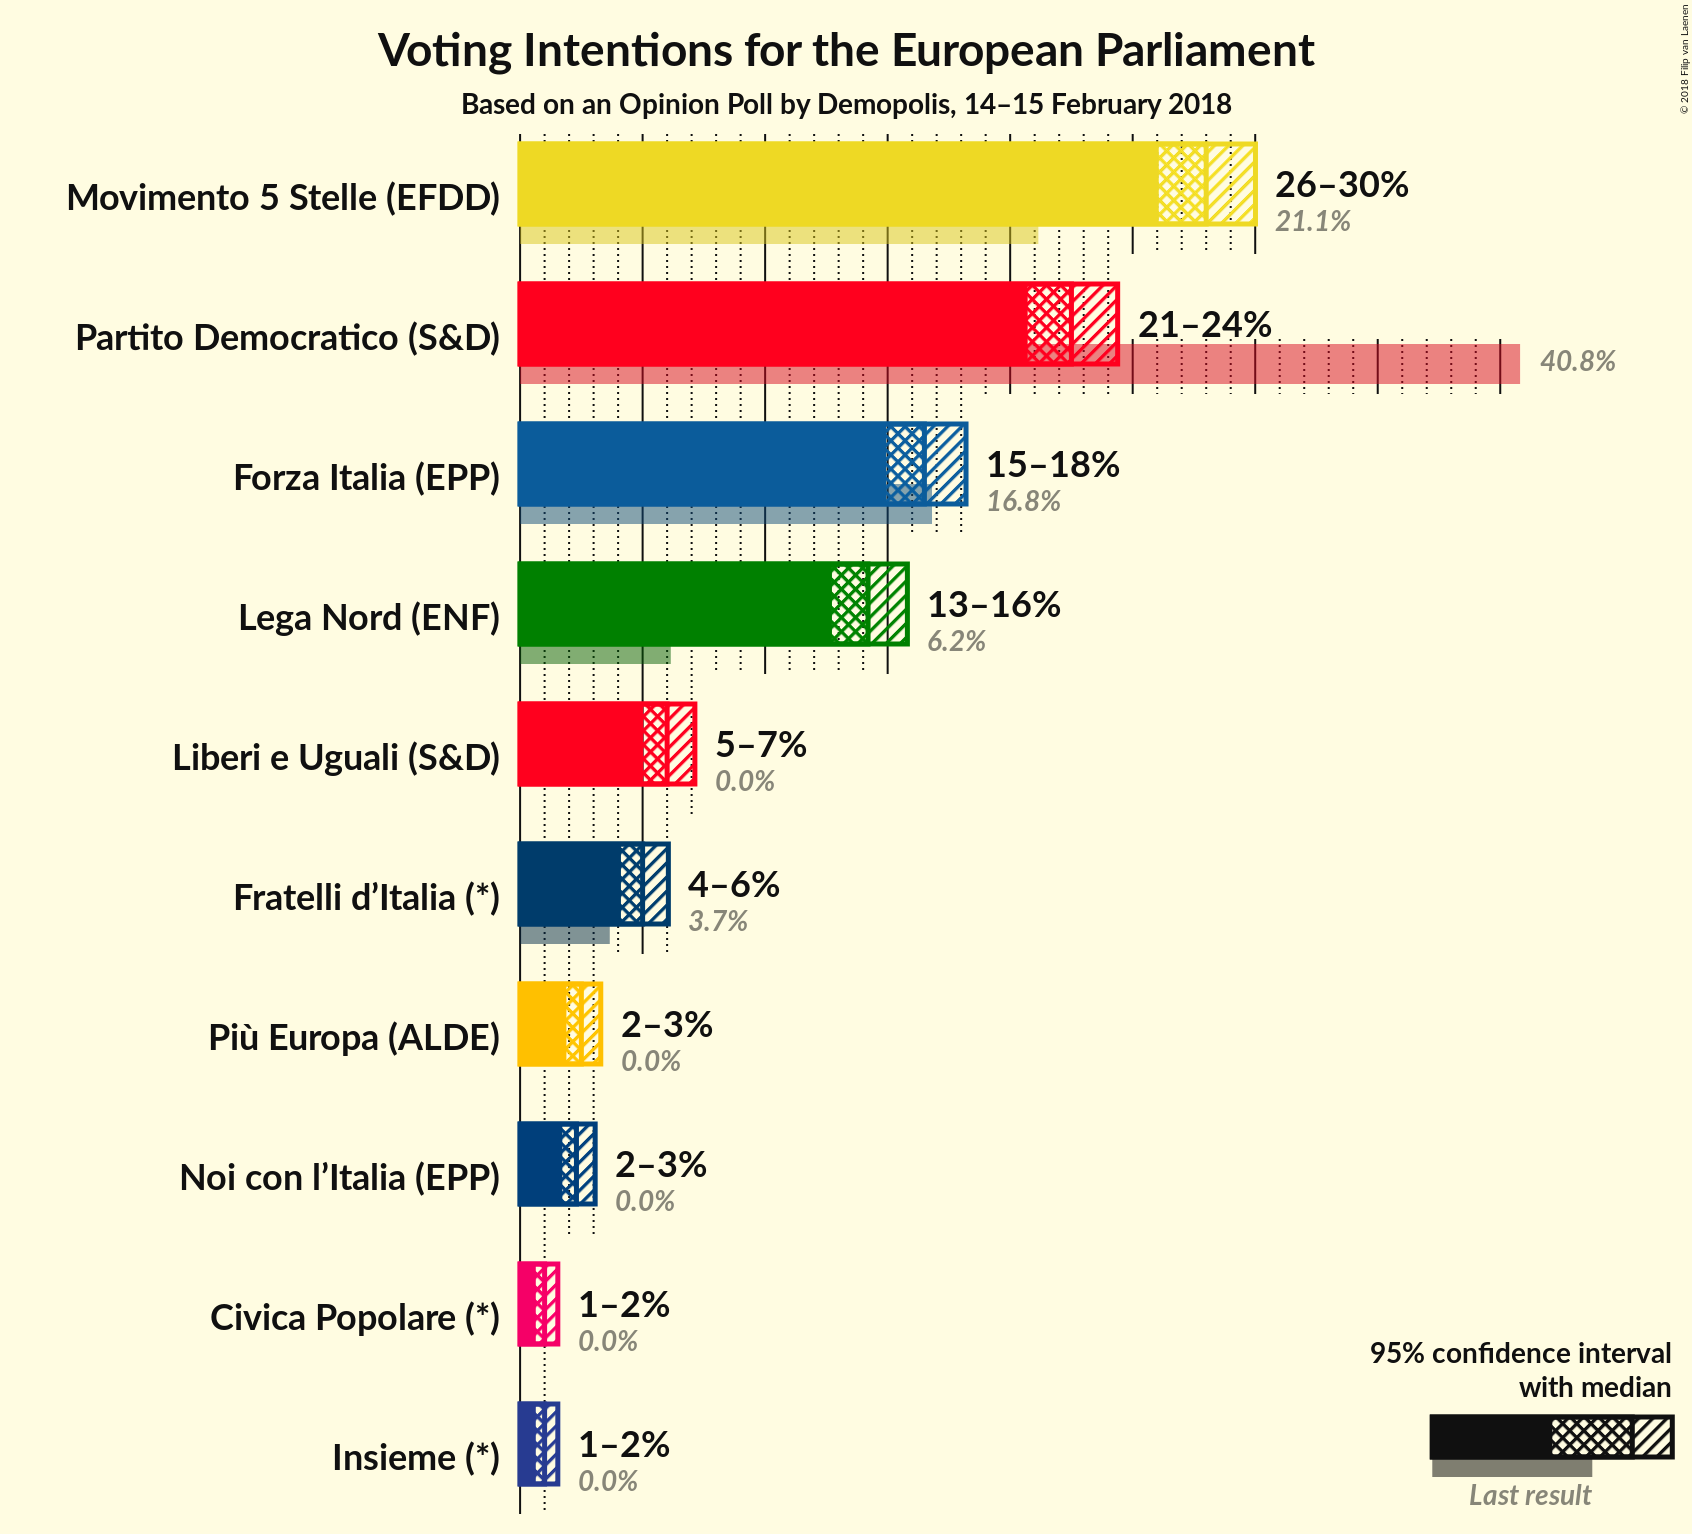 Voting Intentions for the European Parliament
Based on an Opinion Poll by Demopolis, 14–15 February 2018
© 2018 Filip van Laenen
Movimento 5 Stelle (EFDD)
26–30%
21.1%
Partito Democratico (S&D)
21–24%
40.8%
Forza Italia (EPP)
15–18%
16.8%
Lega Nord (ENF)
13–16%
6.2%
Liberi e Uguali (S&D)
5–7%
0.0%
Fratelli d’Italia (*)
4–6%
3.7%
Più Europa (ALDE)
2–3%
0.0%
Noi con l’Italia (EPP)
2–3%
0.0%
Civica Popolare (*)
1–2%
0.0%
Insieme (*)
1–2%
0.0%
95% confidence interval
with median
Last result